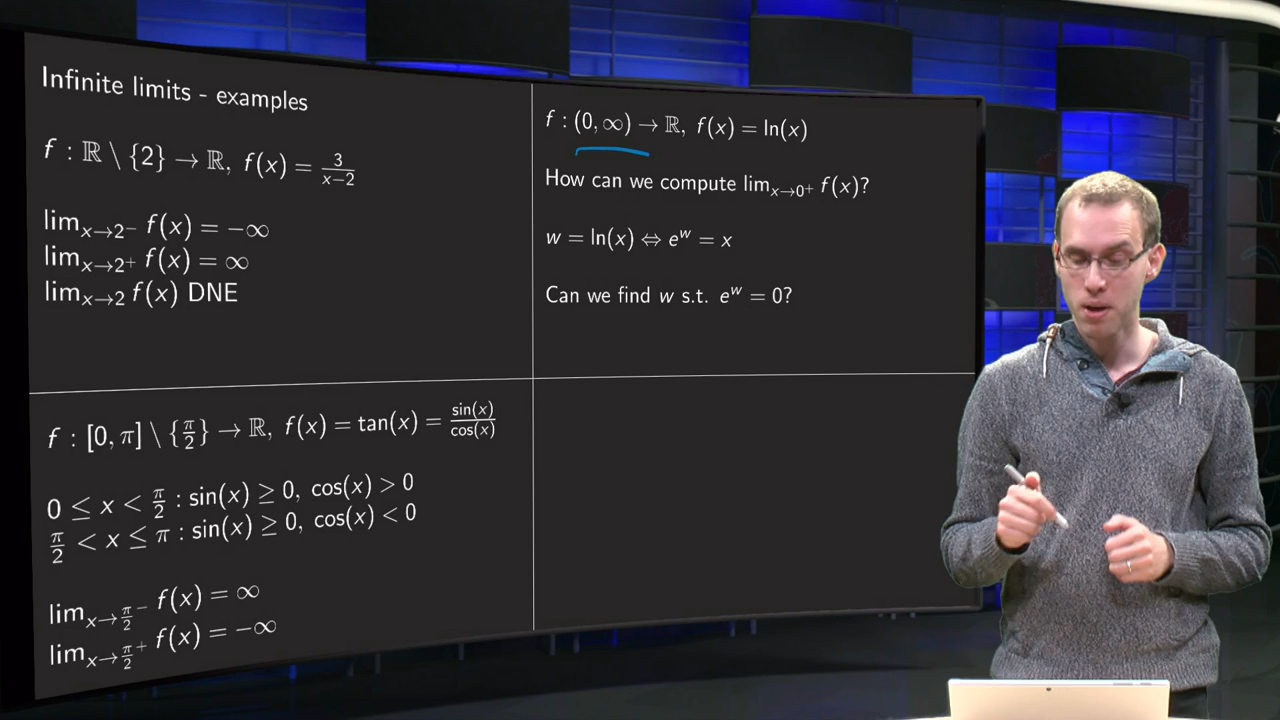 Infinite limits - examples
f : ℝ \ {2} → ℝ, f(x) = 3/(x−2)
lim_{x→2⁻} f(x) = −∞
lim_{x→2⁺} f(x) = ∞
lim_{x→2} f(x) DNE
f : [0, π] \ {π/2} → ℝ, f(x) = tan(x) = sin(x)/cos(x)
0 ≤ x < π/2 : sin(x) ≥ 0, cos(x) > 0
π/2 < x ≤ π : sin(x) ≥ 0, cos(x) < 0
lim_{x→π/2⁻} f(x) = ∞
lim_{x→π/2⁺} f(x) = −∞
f : (0, ∞) → ℝ, f(x) = ln(x)
How can we compute lim_{x→0⁺} f(x)?
w = ln(x) ⇔ eʷ = x
Can we find w s.t. eʷ = 0?